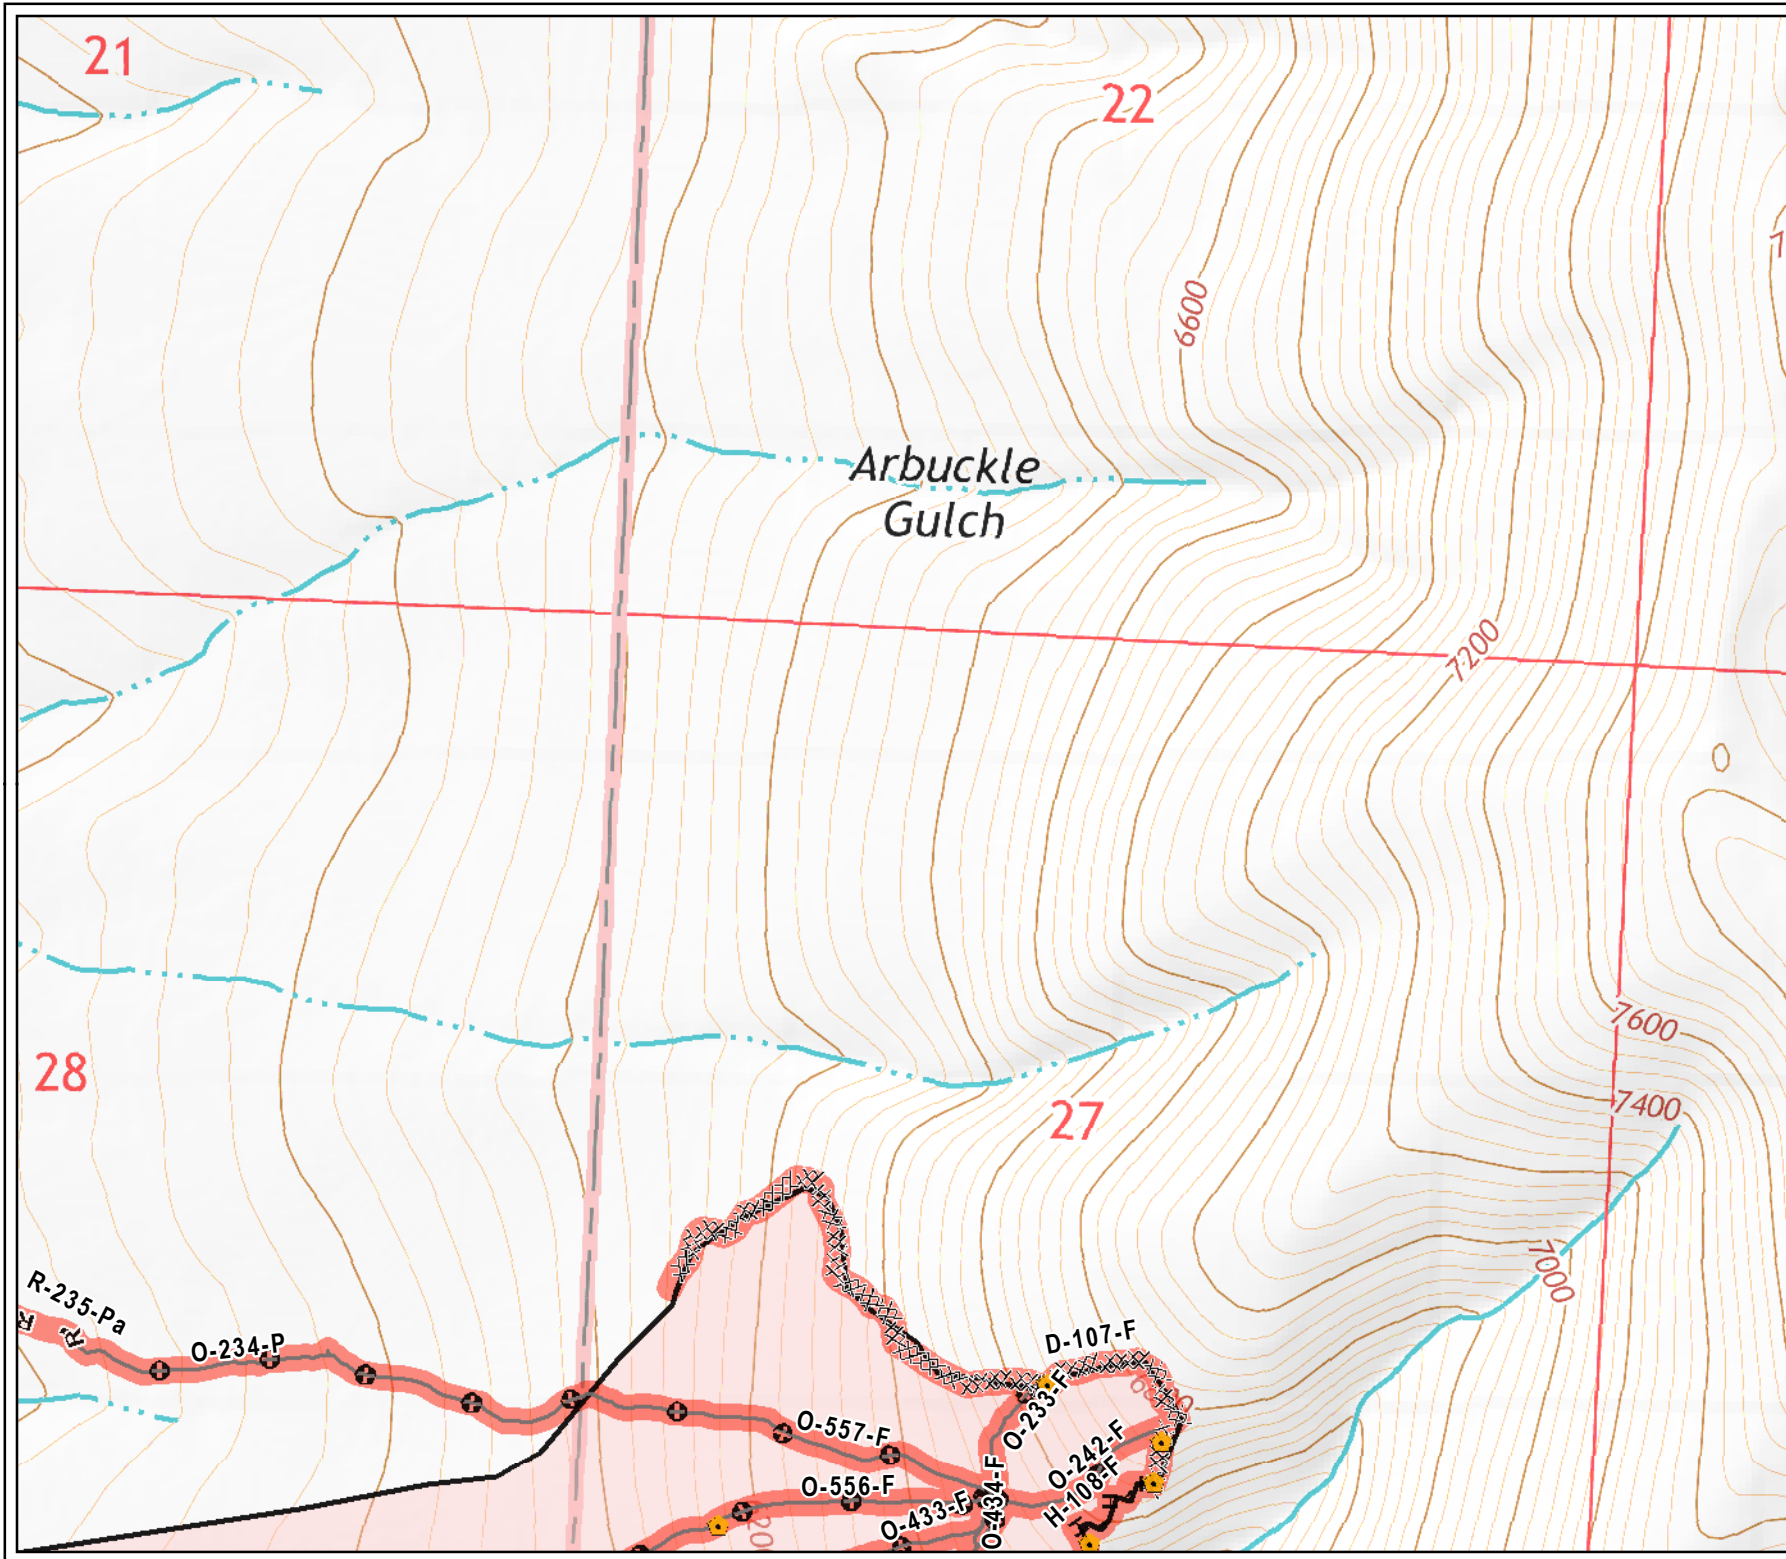 21
22
6600
Arbuckle
Gulch
7200
7600
7400
28
27
7000
R-235-Pa
R
R
O-234-P
D-107-F
O-233-F
O-557-F
O-242-F
O-556-F
H-108-F
H
O-434-F
O-433-F